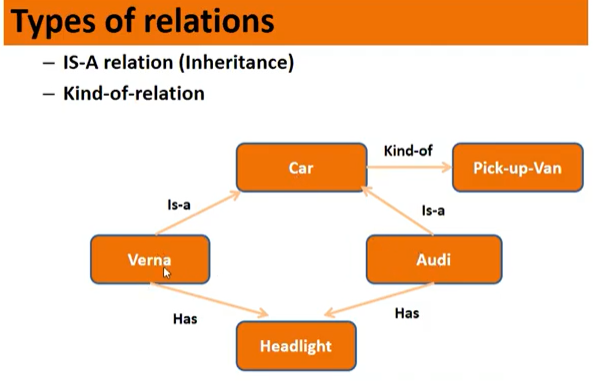 Types of relations
– IS-A relation (Inheritance)
– Kind-of-relation
Car
Kind-of
Pick-up-Van
Is-a
Is-a
Verna
Audi
Has
Has
Headlight